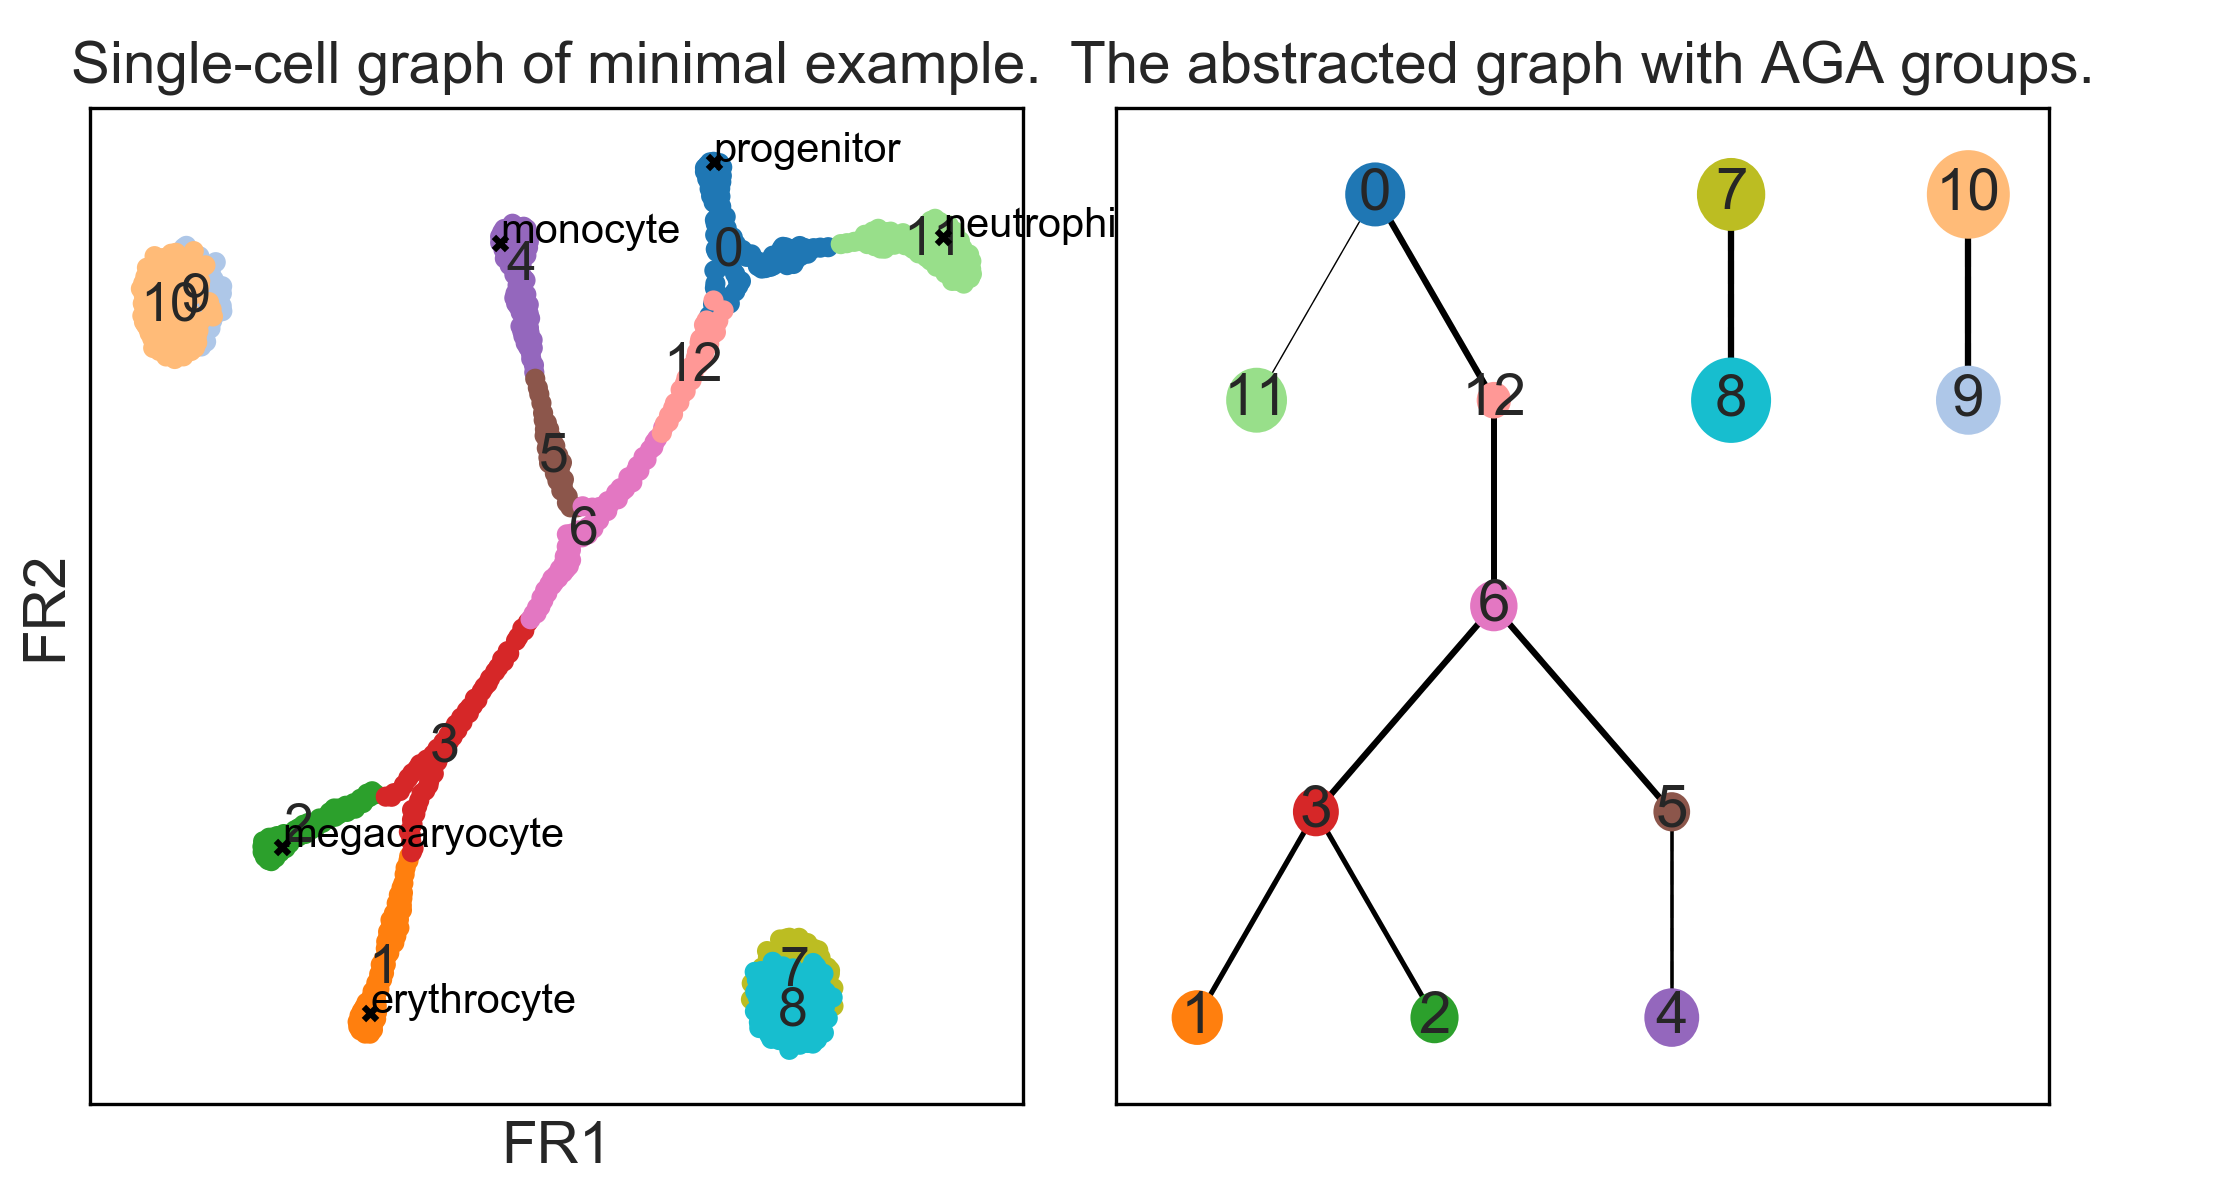 Single-cell graph of minimal example.
The abstracted graph with AGA groups.
progenitor
monocyte
neutrophi
0
11
4
10
9
12
5
6
3
2
megacaryocyte
1
erythrocyte
7
8
FR2
FR1
0
7
10
11
12
8
9
6
3
5
1
2
4